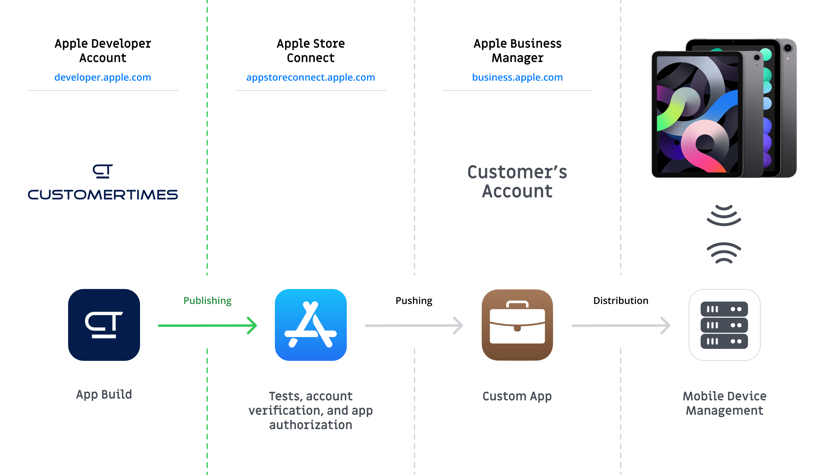 Apple Developer
Account
developer.apple.com
Apple Store
Connect
appstoreconnect.apple.com
Apple Business
Manager
business.apple.com
CT
CUSTOMERTIMES
Customer's
Account
Publishing
Pushing
Distribution
CT
App Build
Tests, account
verification, and app
authorization
Custom App
Mobile Device
Management